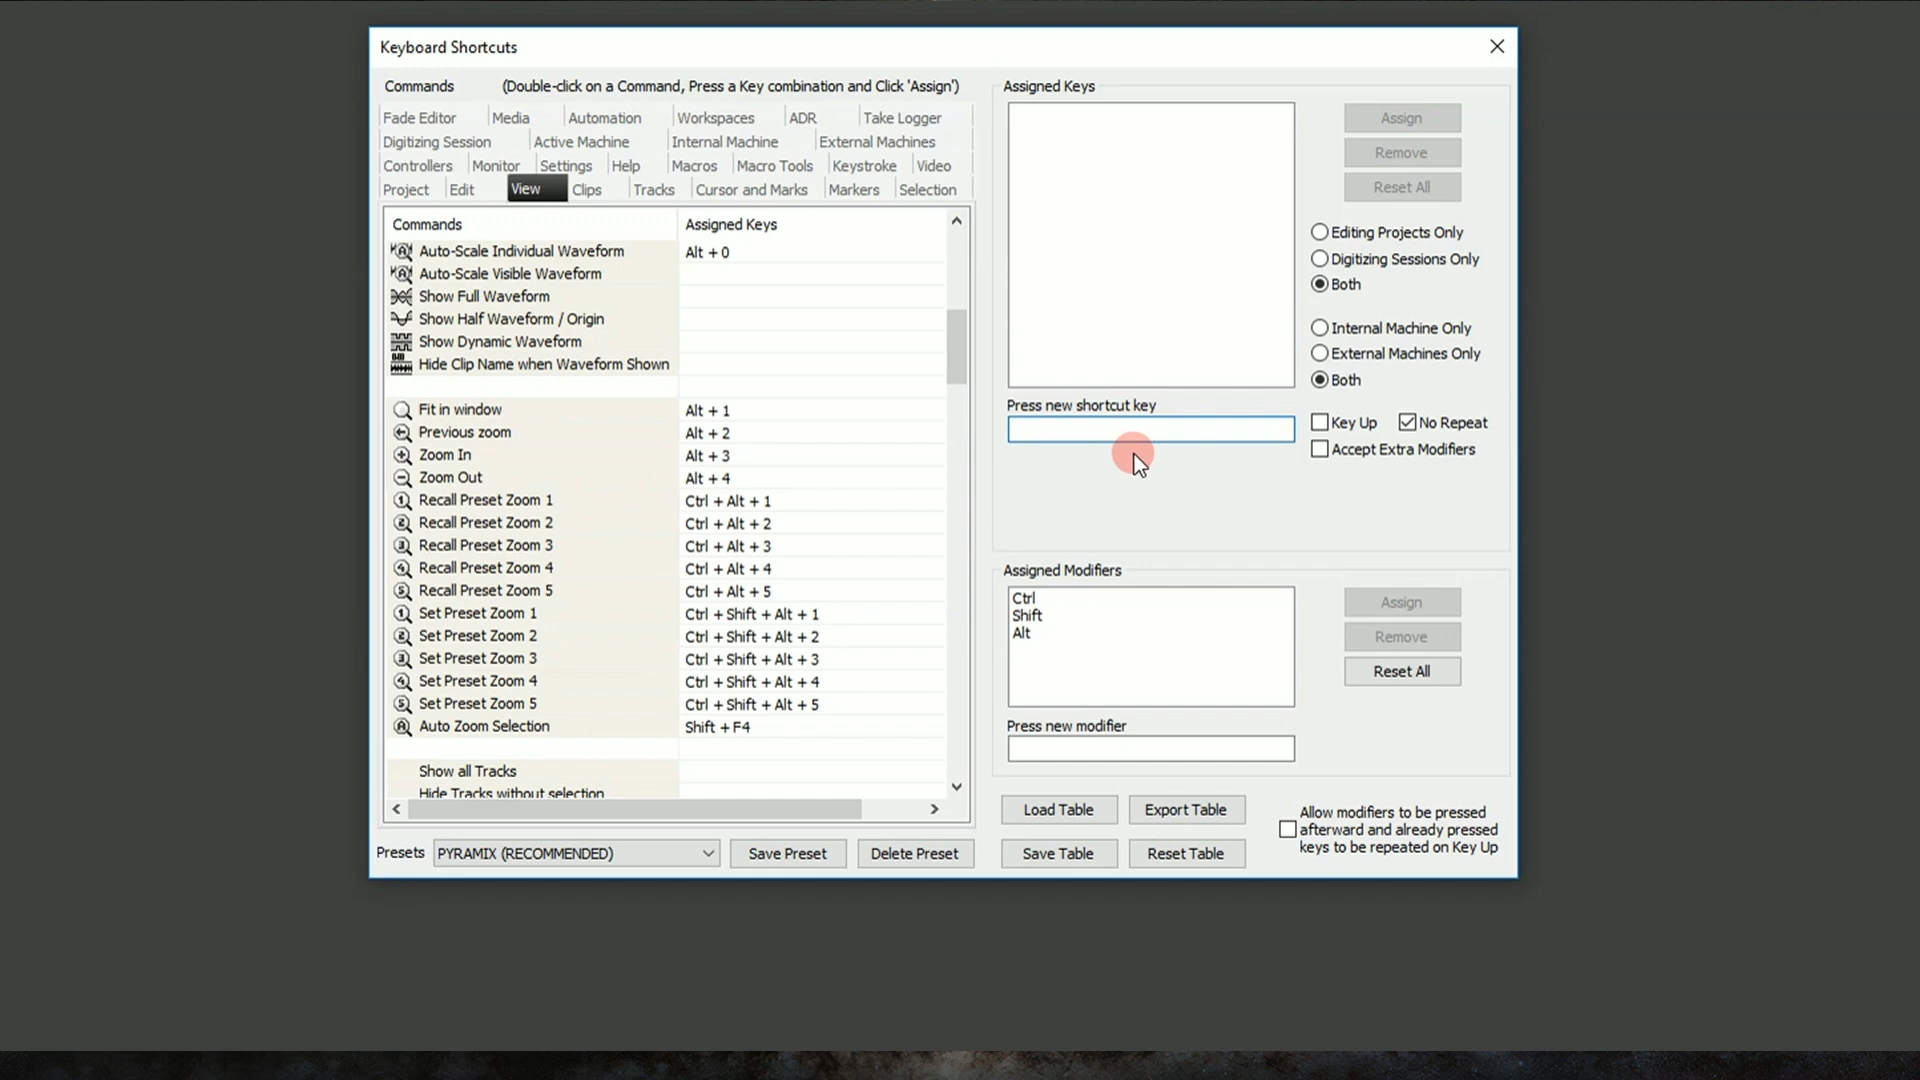 Keyboard Shortcuts
Commands (Double-click on a Command, Press a Key combination and Click 'Assign')
Fade Editor Media Automation Workspaces ADR Take Logger
Digitizing Session Active Machine Internal Machine External Machines
Controllers Monitor Settings Help Macros Macro Tools Keystroke Video
Project Edit View Clips Tracks Cursor and Marks Markers Selection
Commands Assigned Keys
Auto-Scale Individual Waveform Alt + 0
Auto-Scale Visible Waveform
Show Full Waveform
Show Half Waveform / Origin
Show Dynamic Waveform
Hide Clip Name when Waveform Shown
Fit in window Alt + 1
Previous zoom Alt + 2
Zoom In Alt + 3
Zoom Out Alt + 4
Recall Preset Zoom 1 Ctrl + Alt + 1
Recall Preset Zoom 2 Ctrl + Alt + 2
Recall Preset Zoom 3 Ctrl + Alt + 3
Recall Preset Zoom 4 Ctrl + Alt + 4
Recall Preset Zoom 5 Ctrl + Alt + 5
Set Preset Zoom 1 Ctrl + Shift + Alt + 1
Set Preset Zoom 2 Ctrl + Shift + Alt + 2
Set Preset Zoom 3 Ctrl + Shift + Alt + 3
Set Preset Zoom 4 Ctrl + Shift + Alt + 4
Set Preset Zoom 5 Ctrl + Shift + Alt + 5
Auto Zoom Selection Shift + F4
Show all Tracks
Hide Tracks without selection
Presets PYRAMIX (RECOMMENDED) Save Preset Delete Preset
Assigned Keys
Assign
Remove
Reset All
Editing Projects Only
Digitizing Sessions Only
Both
Internal Machine Only
External Machines Only
Both
Press new shortcut key
Key Up No Repeat
Accept Extra Modifiers
Assigned Modifiers
Ctrl
Shift
Alt
Assign
Remove
Reset All
Press new modifier
Load Table Export Table
Save Table Reset Table
Allow modifiers to be pressed
afterward and already pressed
keys to be repeated on Key Up